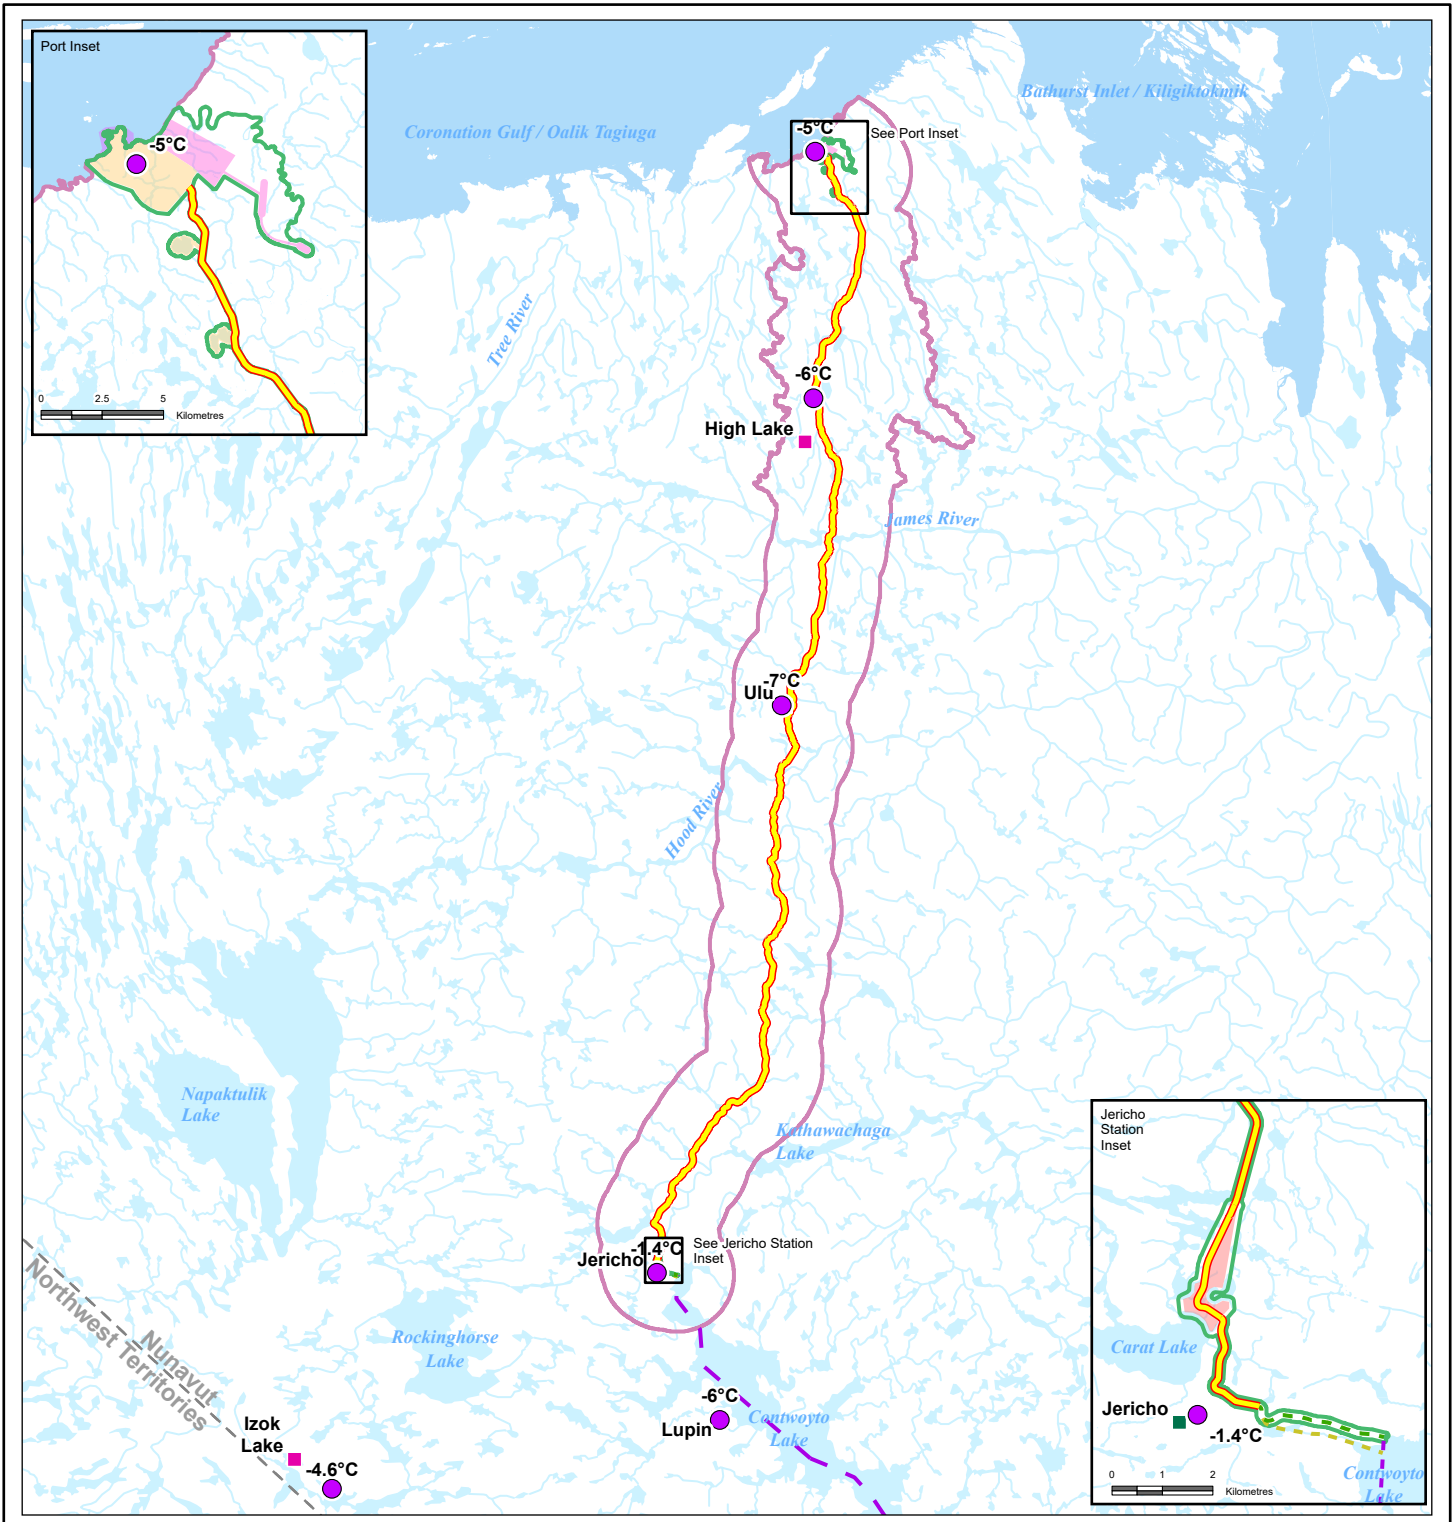 Port Inset
-5°C
0 2.5 5
Kilometres
Coronation Gulf / Oalik Tagiuga
Bathurst Inlet / Kiligiktokmik
-5°C
See Port Inset
Tree River
-6°C
High Lake
James River
-7°C
Ulu
Hood River
Napaktulik
Lake
Kathawachaga
Lake
-1.4°C
Jericho
See Jericho Station
Inset
Rockinghorse
Lake
Nunavut
Northwest Territories
-6°C
Lupin
Contwoyto
Lake
Izok
Lake
-4.6°C
Jericho
Station
Inset
Carat Lake
Jericho
-1.4°C
Contwoyto
Lake
0 1 2
Kilometres